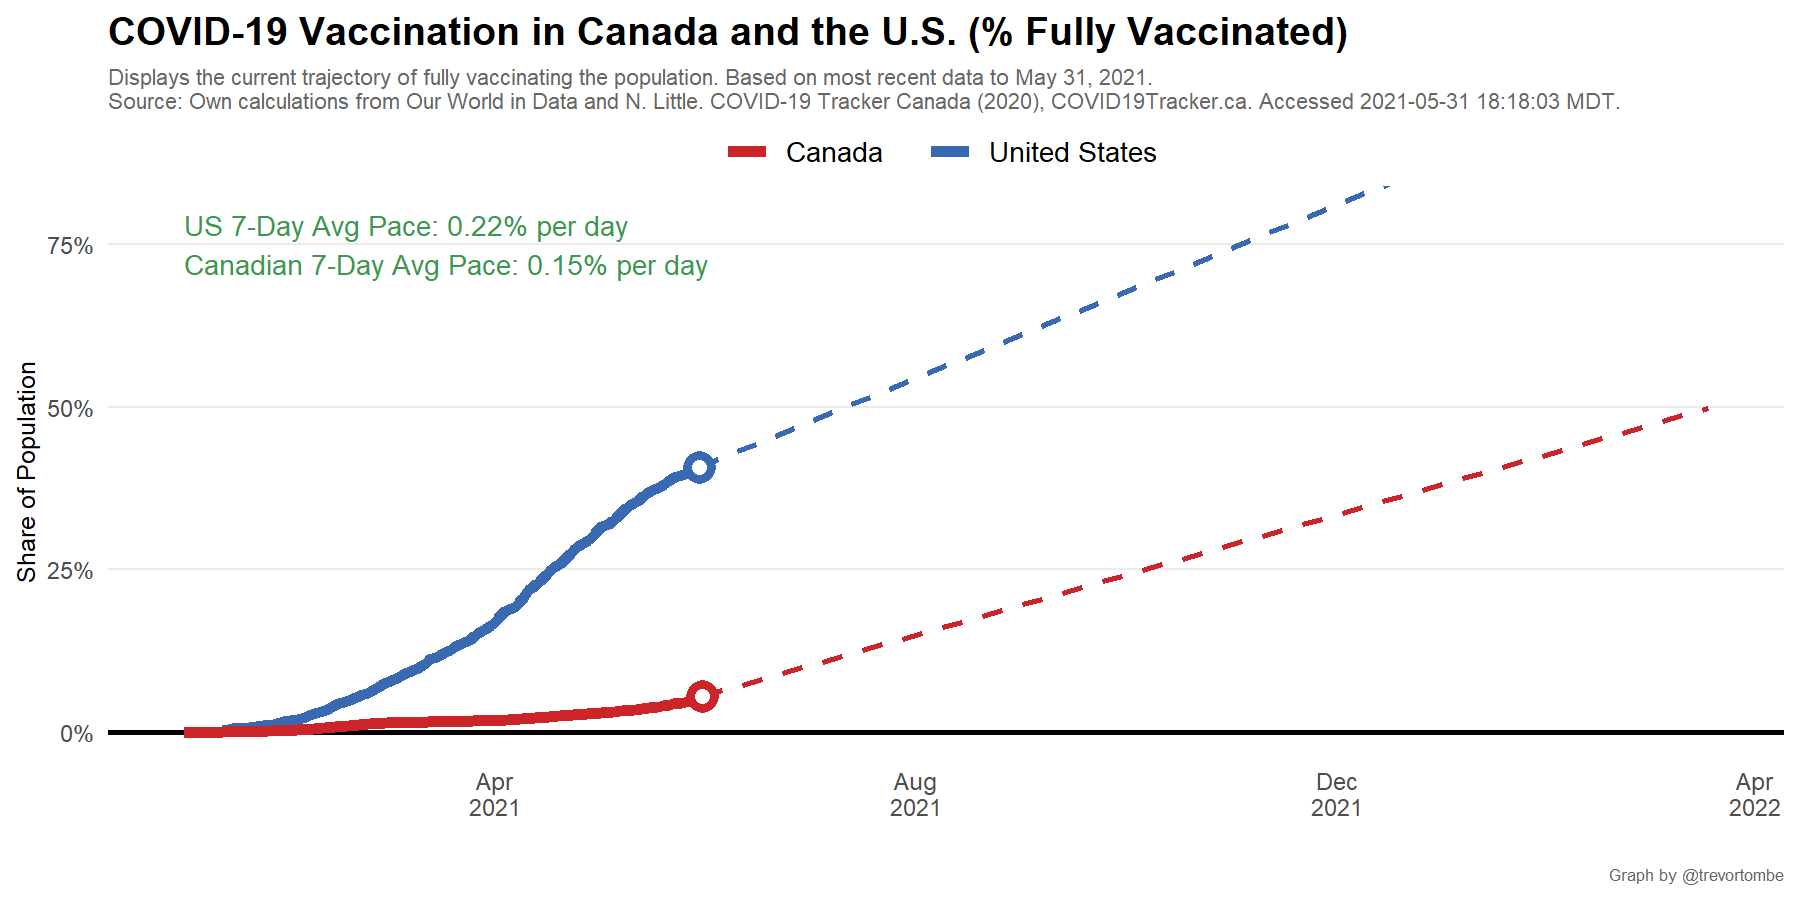 COVID-19 Vaccination in Canada and the U.S. (% Fully Vaccinated)
Displays the current trajectory of fully vaccinating the population. Based on most recent data to May 31, 2021.
Source: Own calculations from Our World in Data and N. Little. COVID-19 Tracker Canada (2020), COVID19Tracker.ca. Accessed 2021-05-31 18:18:03 MDT.
Canada
United States
US 7-Day Avg Pace: 0.22% per day
Canadian 7-Day Avg Pace: 0.15% per day
Share of Population
75%
50%
25%
0%
Apr
2021
Aug
2021
Dec
2021
Apr
2022
Graph by @trevortombe